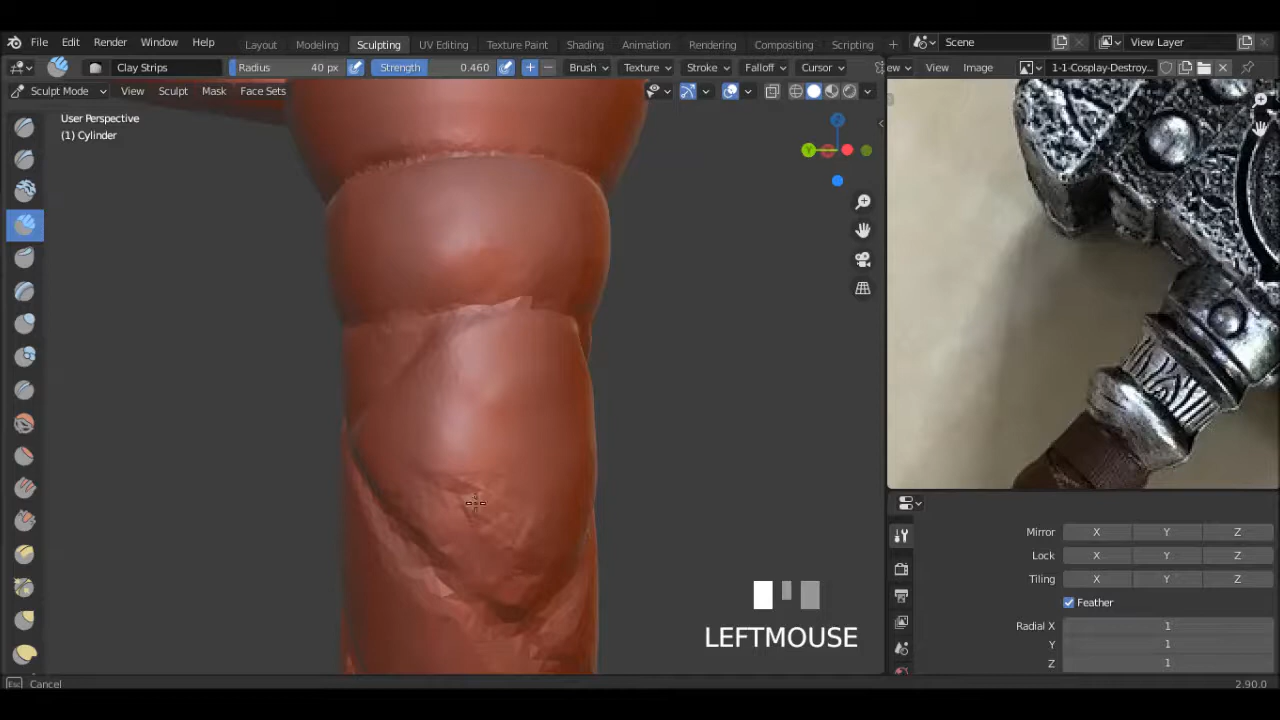 File Edit Render Window Help Layout Modeling Sculpting UV Editing Texture Paint Shading Animation Rendering Compositing Scripting Scene View Layer
Clay Strips Radius 40 px Strength 0.460 Brush Texture Stroke Falloff Cursor ew View Image 1-1-Cosplay-Destroy...
Sculpt Mode View Sculpt Mask Face Sets
User Perspective
(1) Cylinder
Y
Z
Mirror X Y Z
Lock X Y Z
Tiling X Y Z
Feather
Radial X 1
Y 1
Z 1
LEFTMOUSE
Esc Cancel 2.90.0